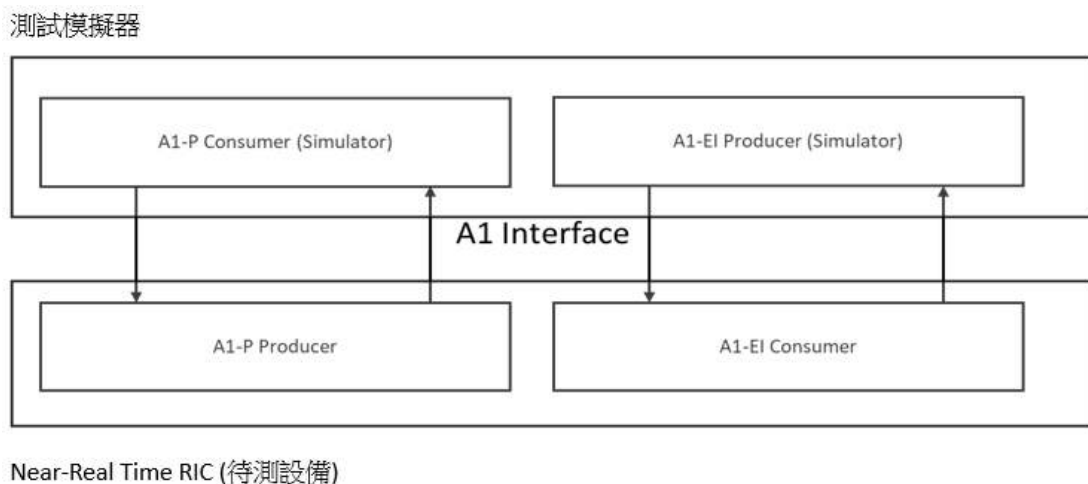 測試模擬器
A1-P Consumer (Simulator)
A1-EI Producer (Simulator)
A1 Interface
A1-P Producer
A1-EI Consumer
Near-Real Time RIC (待測設備)